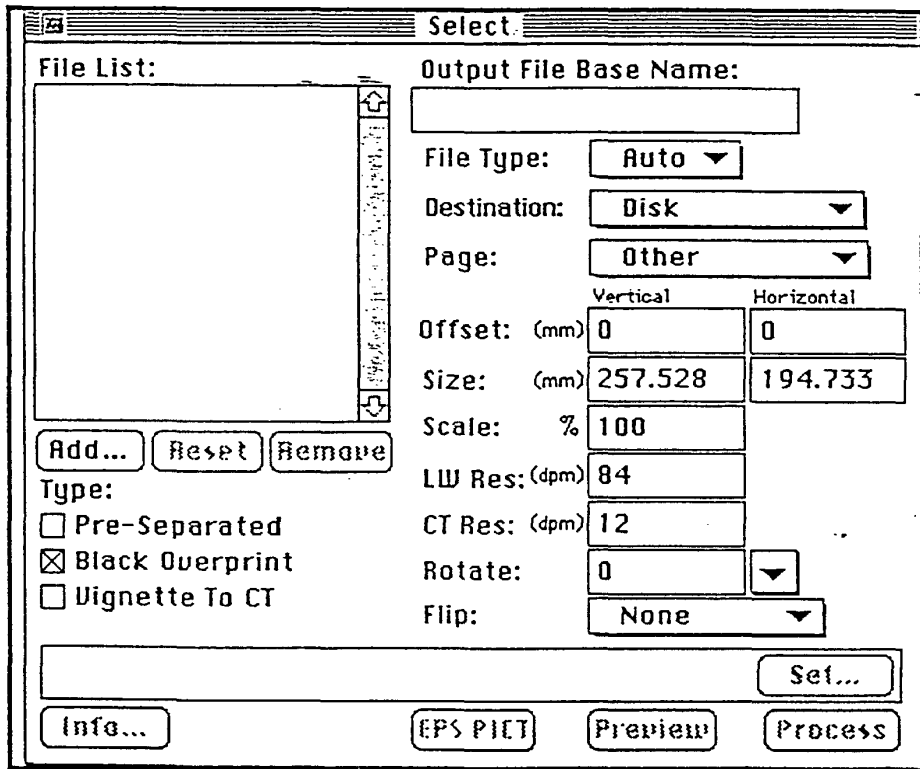 Select
File List:
Output File Base Name:
File Type: Auto
Destination: Disk
Page: Other
Vertical Horizontal
Offset: (mm) 0 0
Size: (mm) 257.528 194.733
Scale: % 100
LW Res: (dpm) 84
CT Res: (dpm) 12
Rotate: 0
Flip: None
Add... Reset Remove
Type:
Pre-Separated
Black Overprint
Vignette To CT
Set...
Info... EPS PICT Preview Process